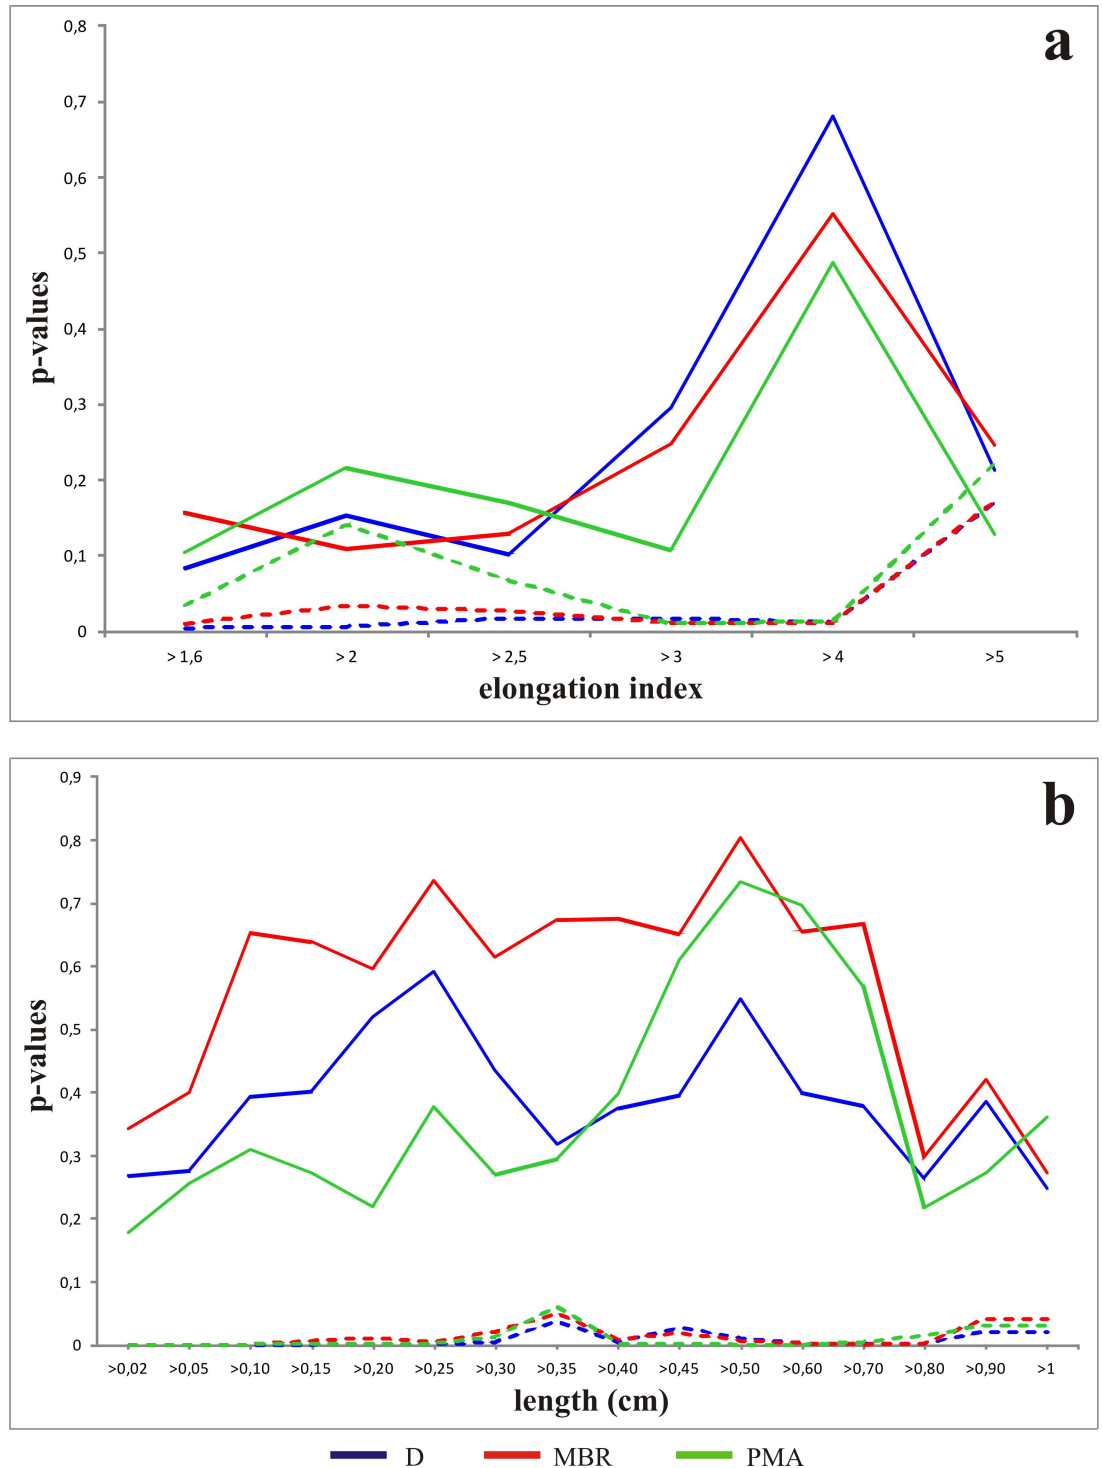 a
0,8
0,7
0,6
0,5
0,4
0,3
0,2
0,1
0
p-values
> 1,6 > 2 > 2,5 > 3 > 4 >5
elongation index
b
0,9
0,8
0,7
0,6
0,5
0,4
0,3
0,2
0,1
0
p-values
>0,02 >0,05 >0,10 >0,15 >0,20 >0,25 >0,30 >0,35 >0,40 >0,45 >0,50 >0,60 >0,70 >0,80 >0,90 >1
length (cm)
D MBR PMA